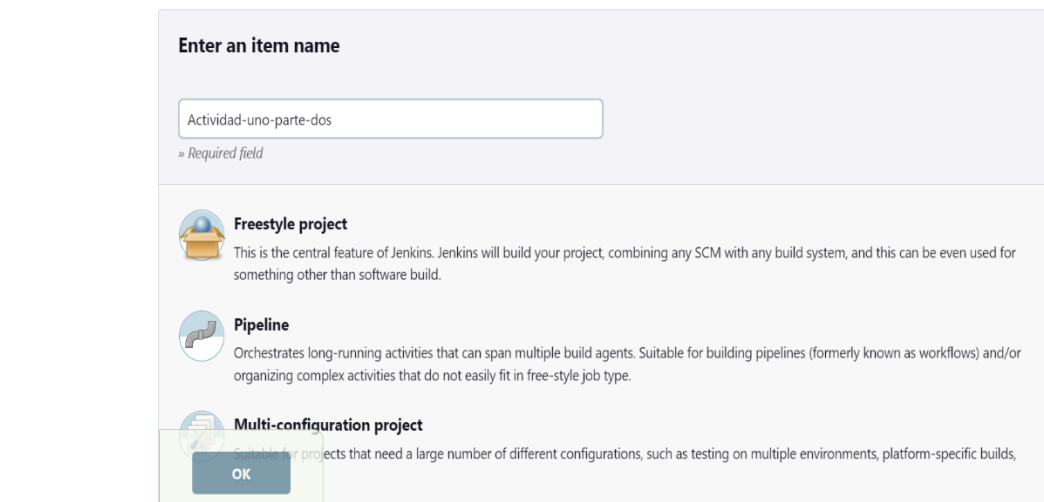 Enter an item name
Actividad-uno-parte-dos
» Required field
Freestyle project
This is the central feature of Jenkins. Jenkins will build your project, combining any SCM with any build system, and this can be even used for
something other than software build.
Pipeline
Orchestrates long-running activities that can span multiple build agents. Suitable for building pipelines (formerly known as workflows) and/or
organizing complex activities that do not easily fit in free-style job type.
Multi-configuration project
Suitable for projects that need a large number of different configurations, such as testing on multiple environments, platform-specific builds,
OK